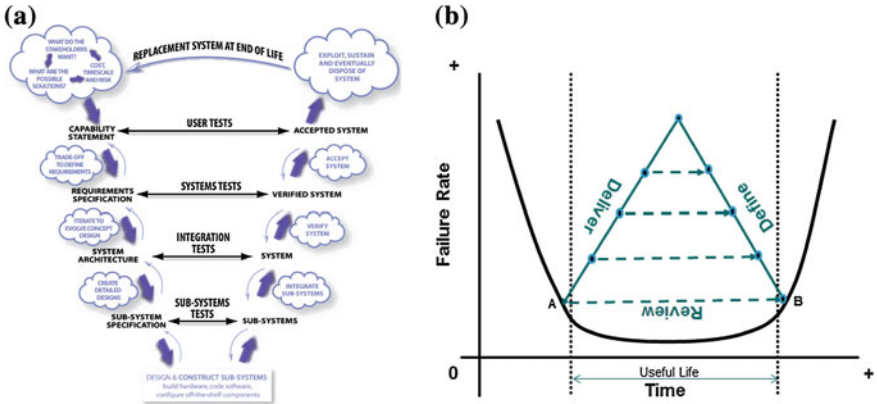 (a)
WHAT DO THE
STAKEHOLDERS
WANT?
COST,
TIMESCALE
AND RISK
WHAT ARE THE
POSSIBLE
SOULTIONS?
REPLACEMENT SYSTEM AT END OF LIFE
EXPLOIT, SUSTAIN
AND EVENTUALLY
DISPOSE OF
SYSTEM
CAPABILITY
STATEMENT
USER TESTS
ACCEPTED SYSTEM
TRADE-OFF
TO DEFINE
REQUIREMENTS
ACCEPT
SYSTEM
REQUIREMENTS
SPECIFICATION
SYSTEMS TESTS
VERIFIED SYSTEM
ITERATE TO
EVOLVE CONCEPT
DESIGN
VERIFY
SYSTEM
SYSTEM
ARCHITECTURE
INTEGRATION
TESTS
SYSTEM
CREATE
DETAILED
DESIGNS
INTEGRATE
SUB-SYSTEMS
SUB-SYSTEM
SPECIFICATION
SUB-SYSTEMS
TESTS
SUB-SYSTEMS
DESIGN & CONSTRUCT SUB-SYSTEMS
build hardware, code software,
configure off-the-shelf components
(b)
+
Failure Rate
Deliver
Define
A
B
Review
0
Useful Life
Time
+